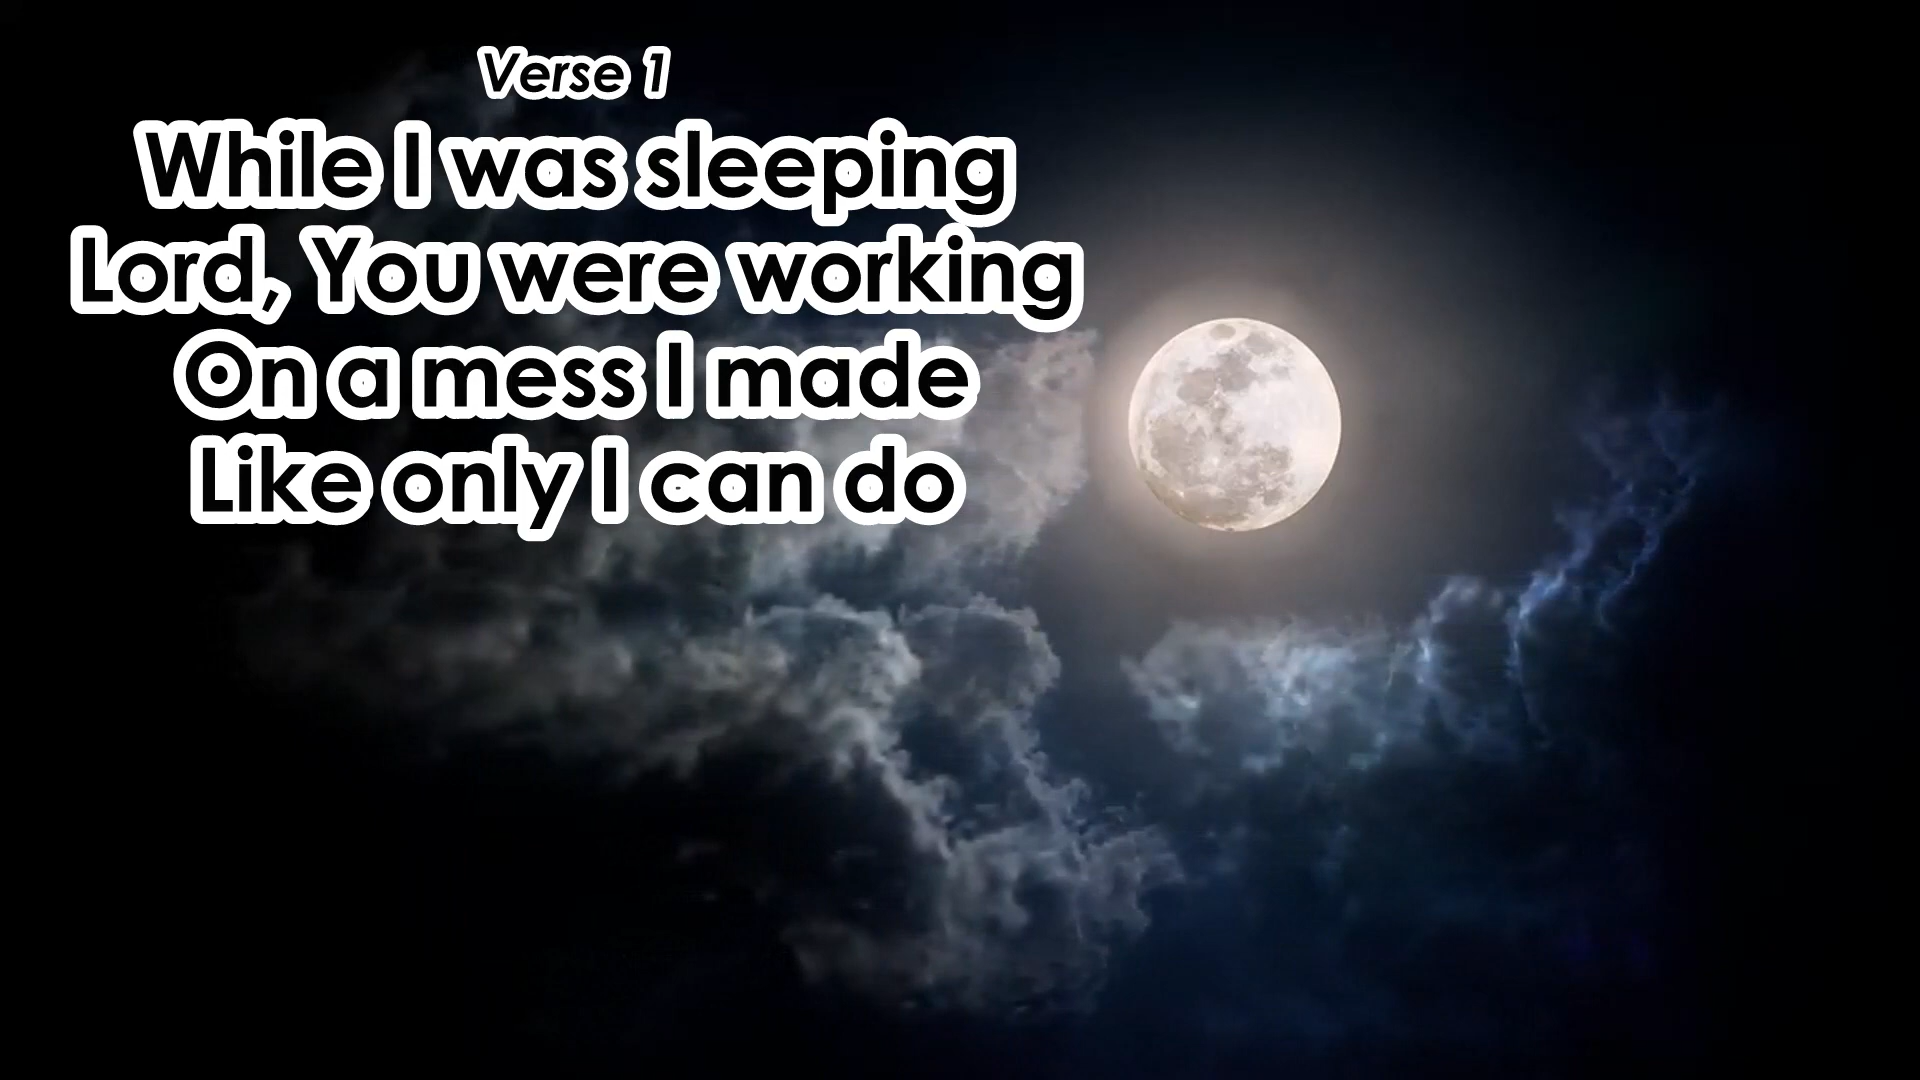 Verse 1
While I was sleeping
Lord, You were working
On a mess I made
Like only I can do